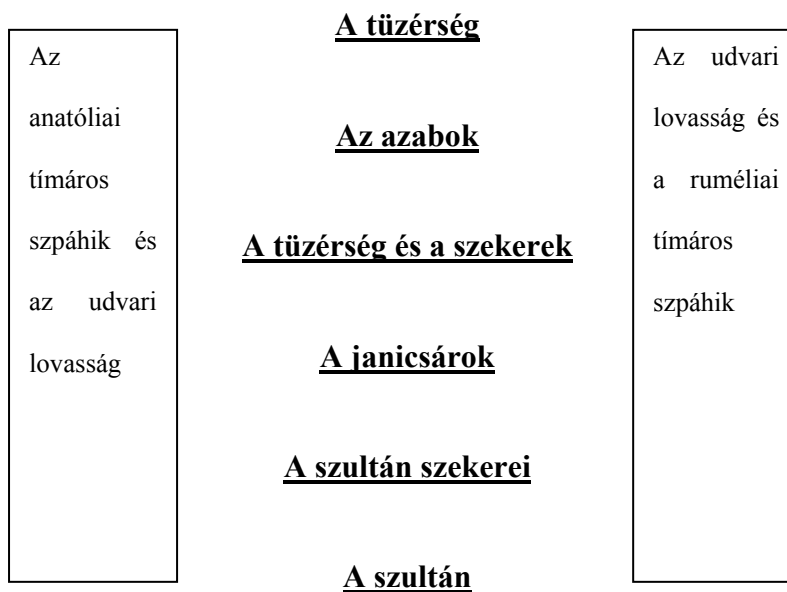 Az
anatóliai
tímáros
szpáhik és
az udvari
lovasság
A tüzérség
Az azabok
A tüzérség és a szekerek
A janicsárok
A szultán szekerei
A szultán
Az udvari
lovasság és
a ruméliai
tímáros
szpáhik